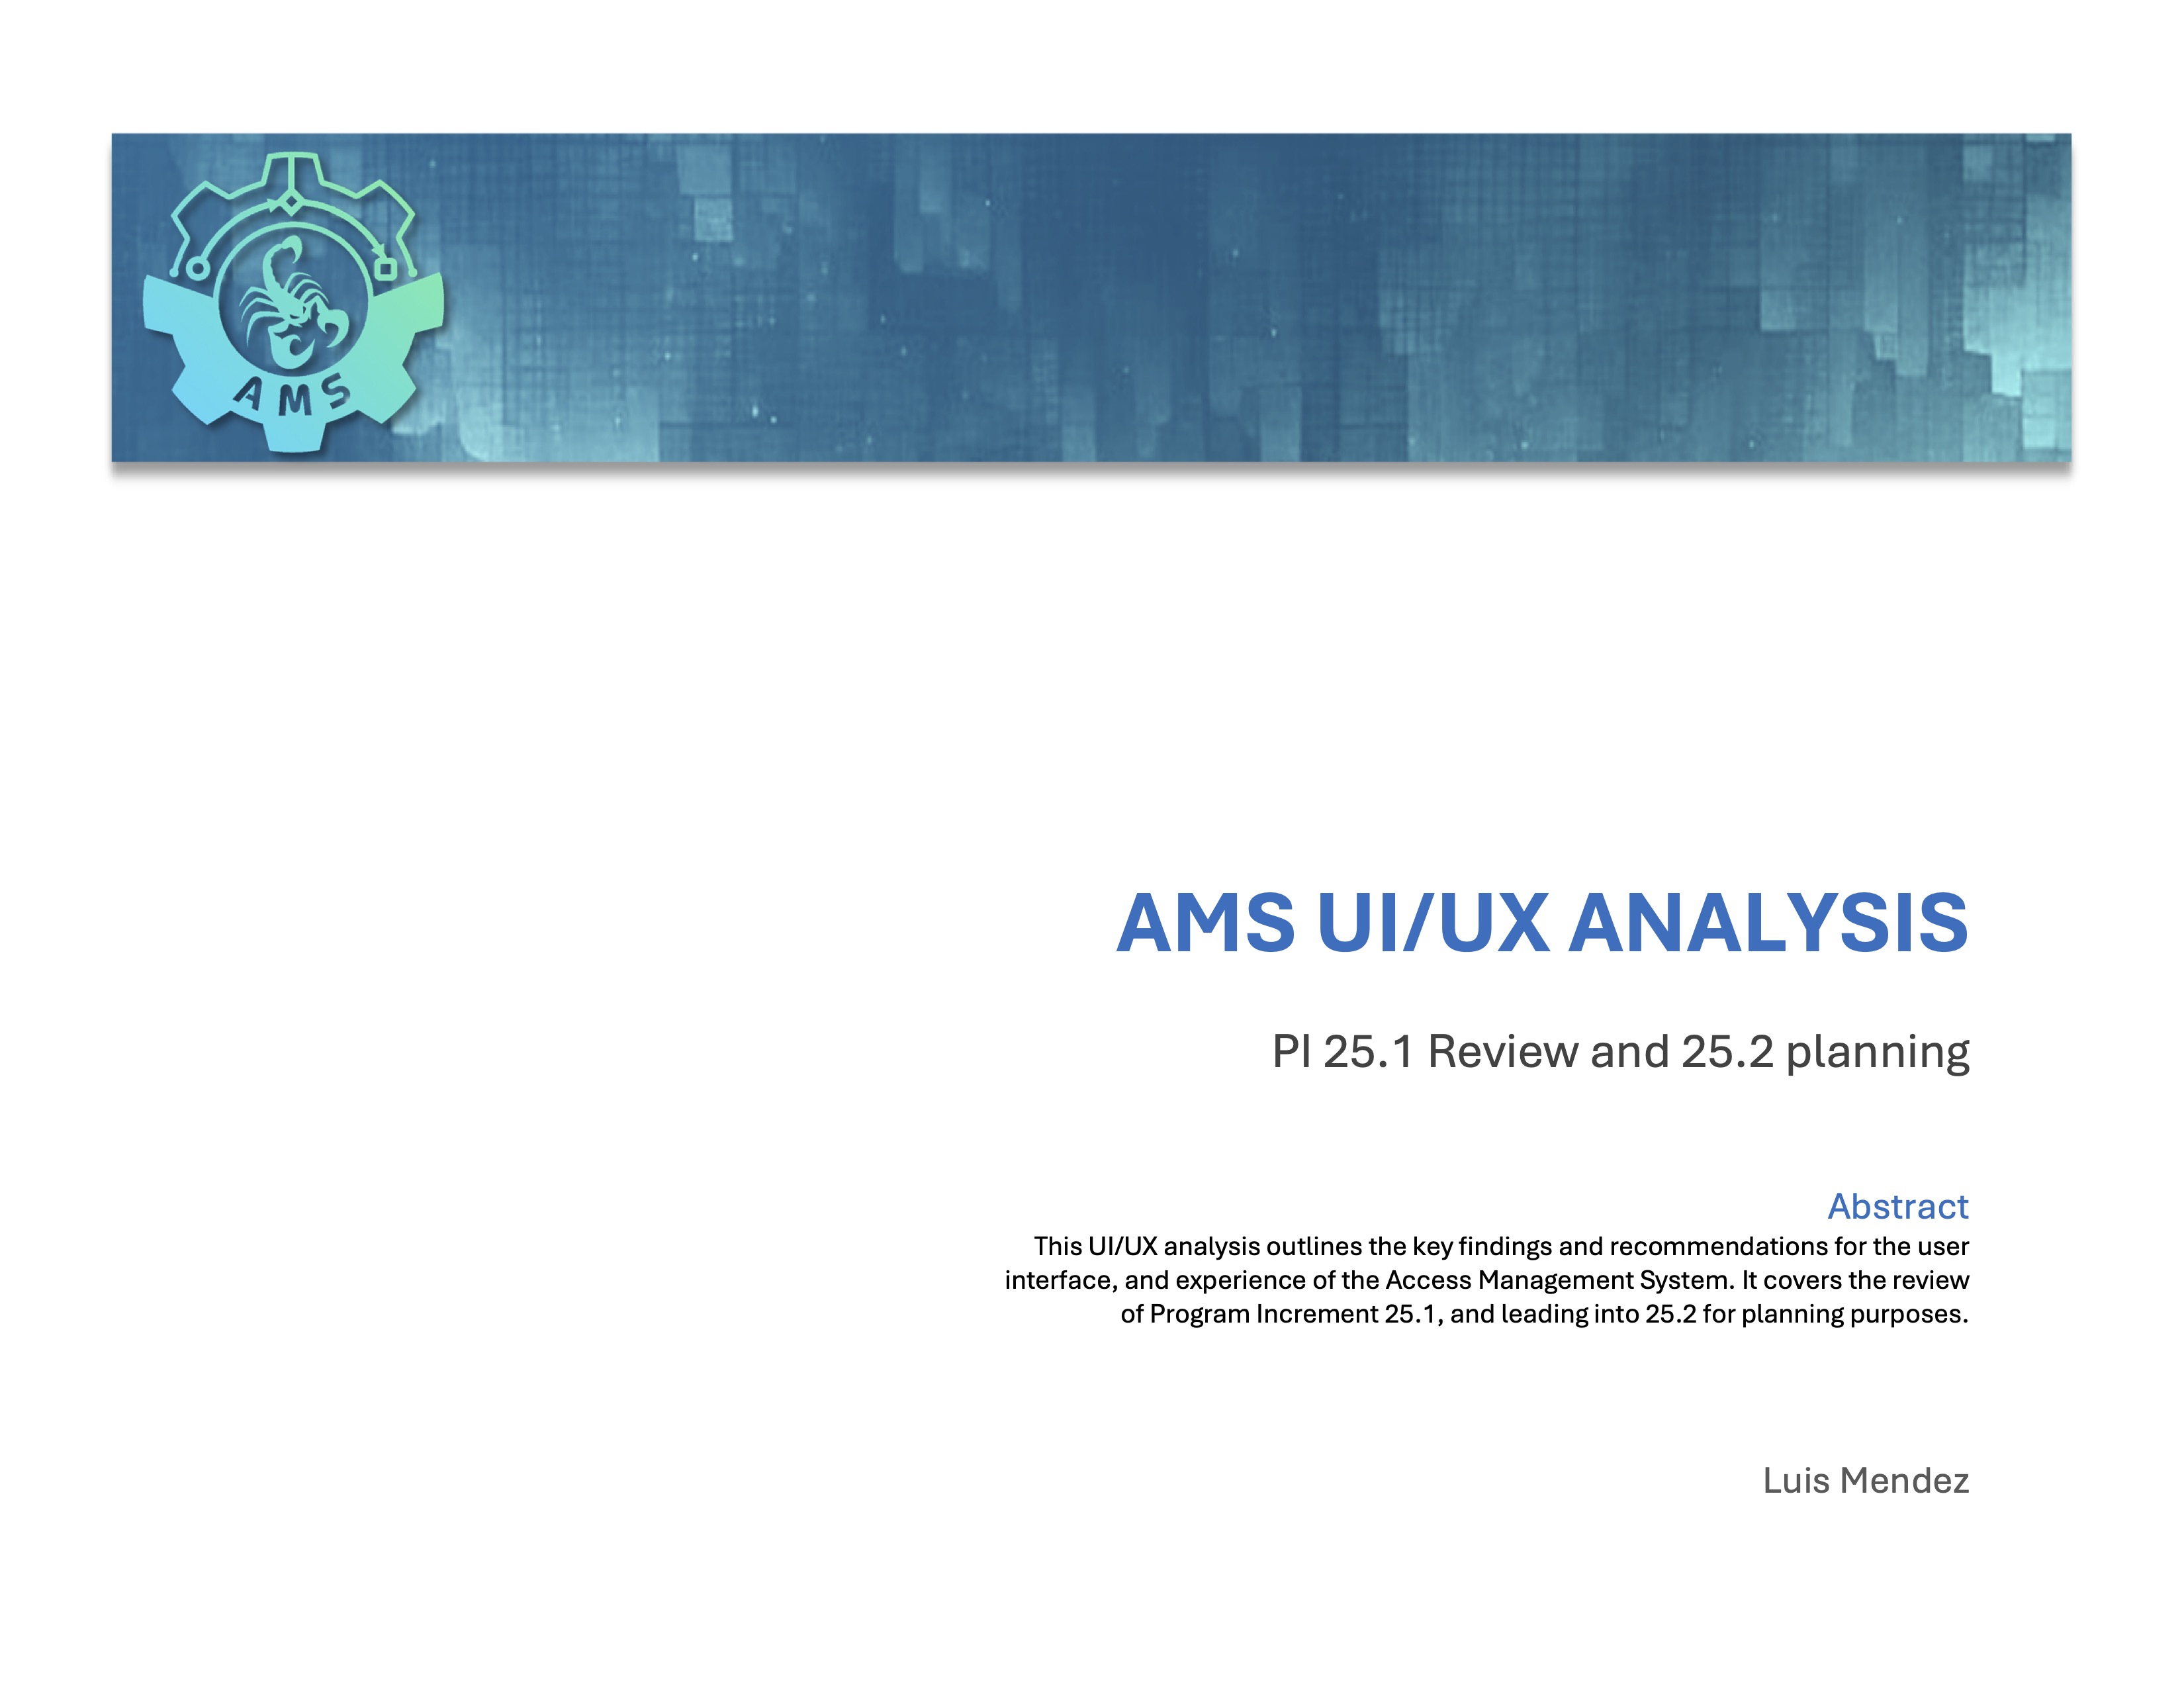 AMS
AMS UI/UX ANALYSIS
PI 25.1 Review and 25.2 planning
Abstract
This UI/UX analysis outlines the key findings and recommendations for the user
interface, and experience of the Access Management System. It covers the review
of Program Increment 25.1, and leading into 25.2 for planning purposes.
Luis Mendez